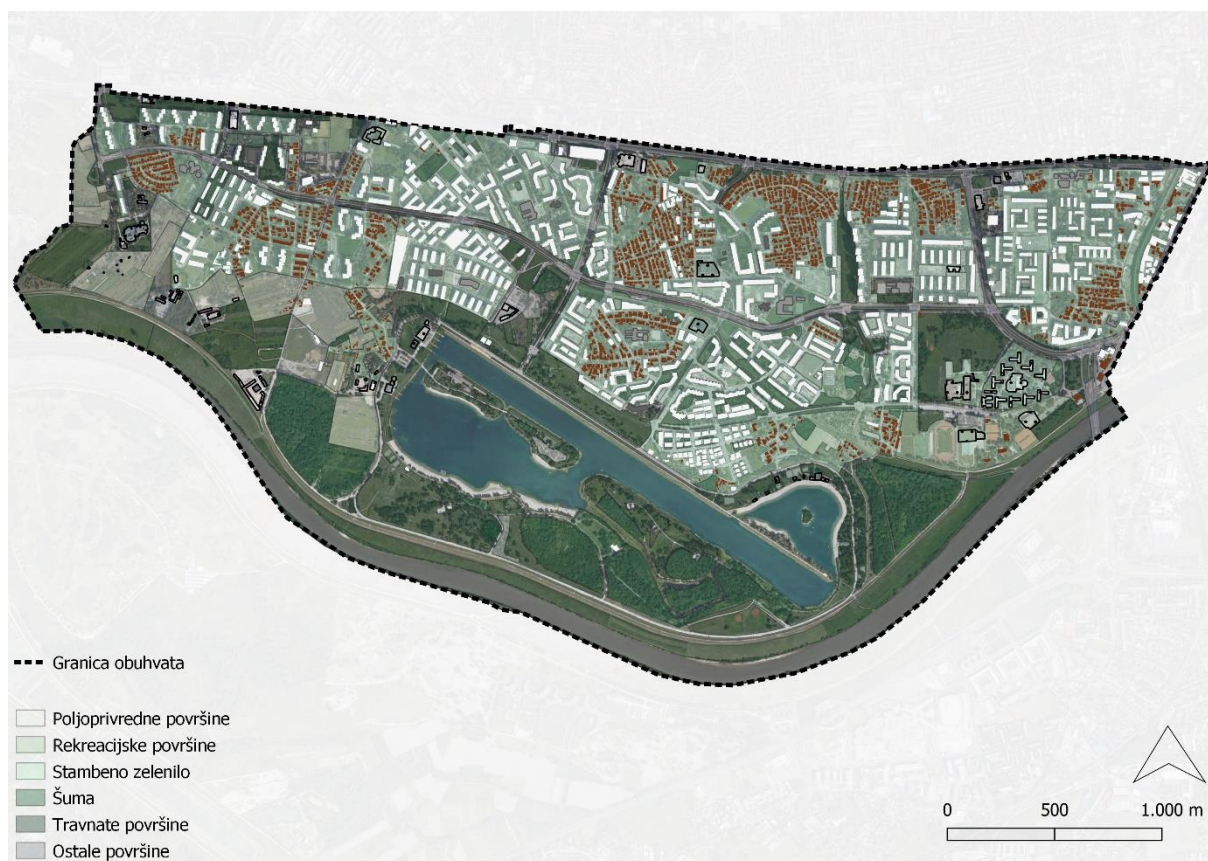 Granica obuhvata
Poljoprivredne površine
Rekreacijske površine
Stambeno zelenilo
Šuma
Travnate površine
Ostale površine
0 500 1.000 m